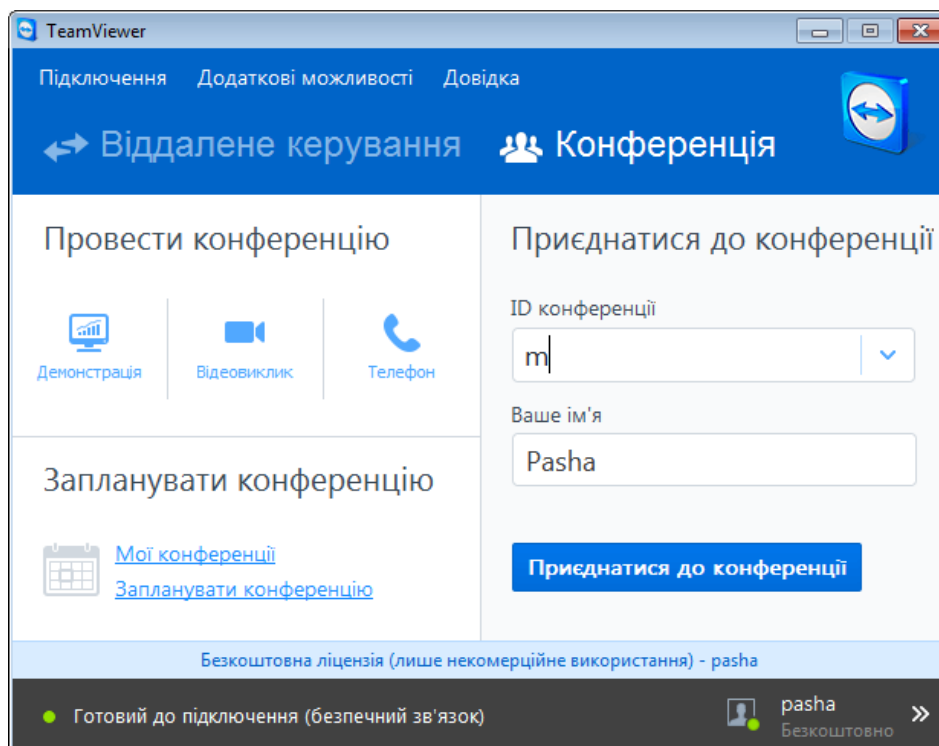 TeamViewer
Підключення Додаткові можливості Довідка
Віддалене керування Конференція
Провести конференцію
Демонстрація Відеовиклик Телефон
Запланувати конференцію
Мої конференції
Запланувати конференцію
Приєднатися до конференції
ID конференції
m
Ваше ім'я
Pasha
Приєднатися до конференції
Безкоштовна ліцензія (лише некомерційне використання) - pasha
Готовий до підключення (безпечний зв'язок)
pasha
Безкоштовно